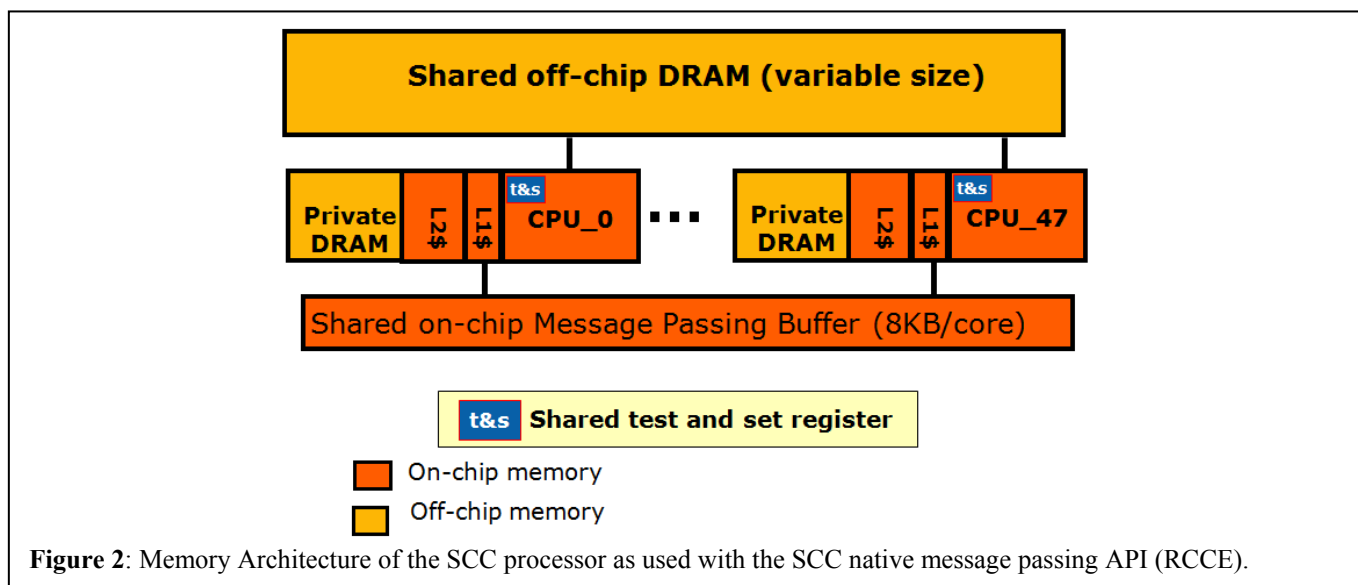 Shared off-chip DRAM (variable size)
Private
DRAM
L2$
L1$
t&s
CPU_0
...
Private
DRAM
L2$
L1$
t&s
CPU_47
Shared on-chip Message Passing Buffer (8KB/core)
t&s Shared test and set register
On-chip memory
Off-chip memory
Figure 2: Memory Architecture of the SCC processor as used with the SCC native message passing API (RCCE).